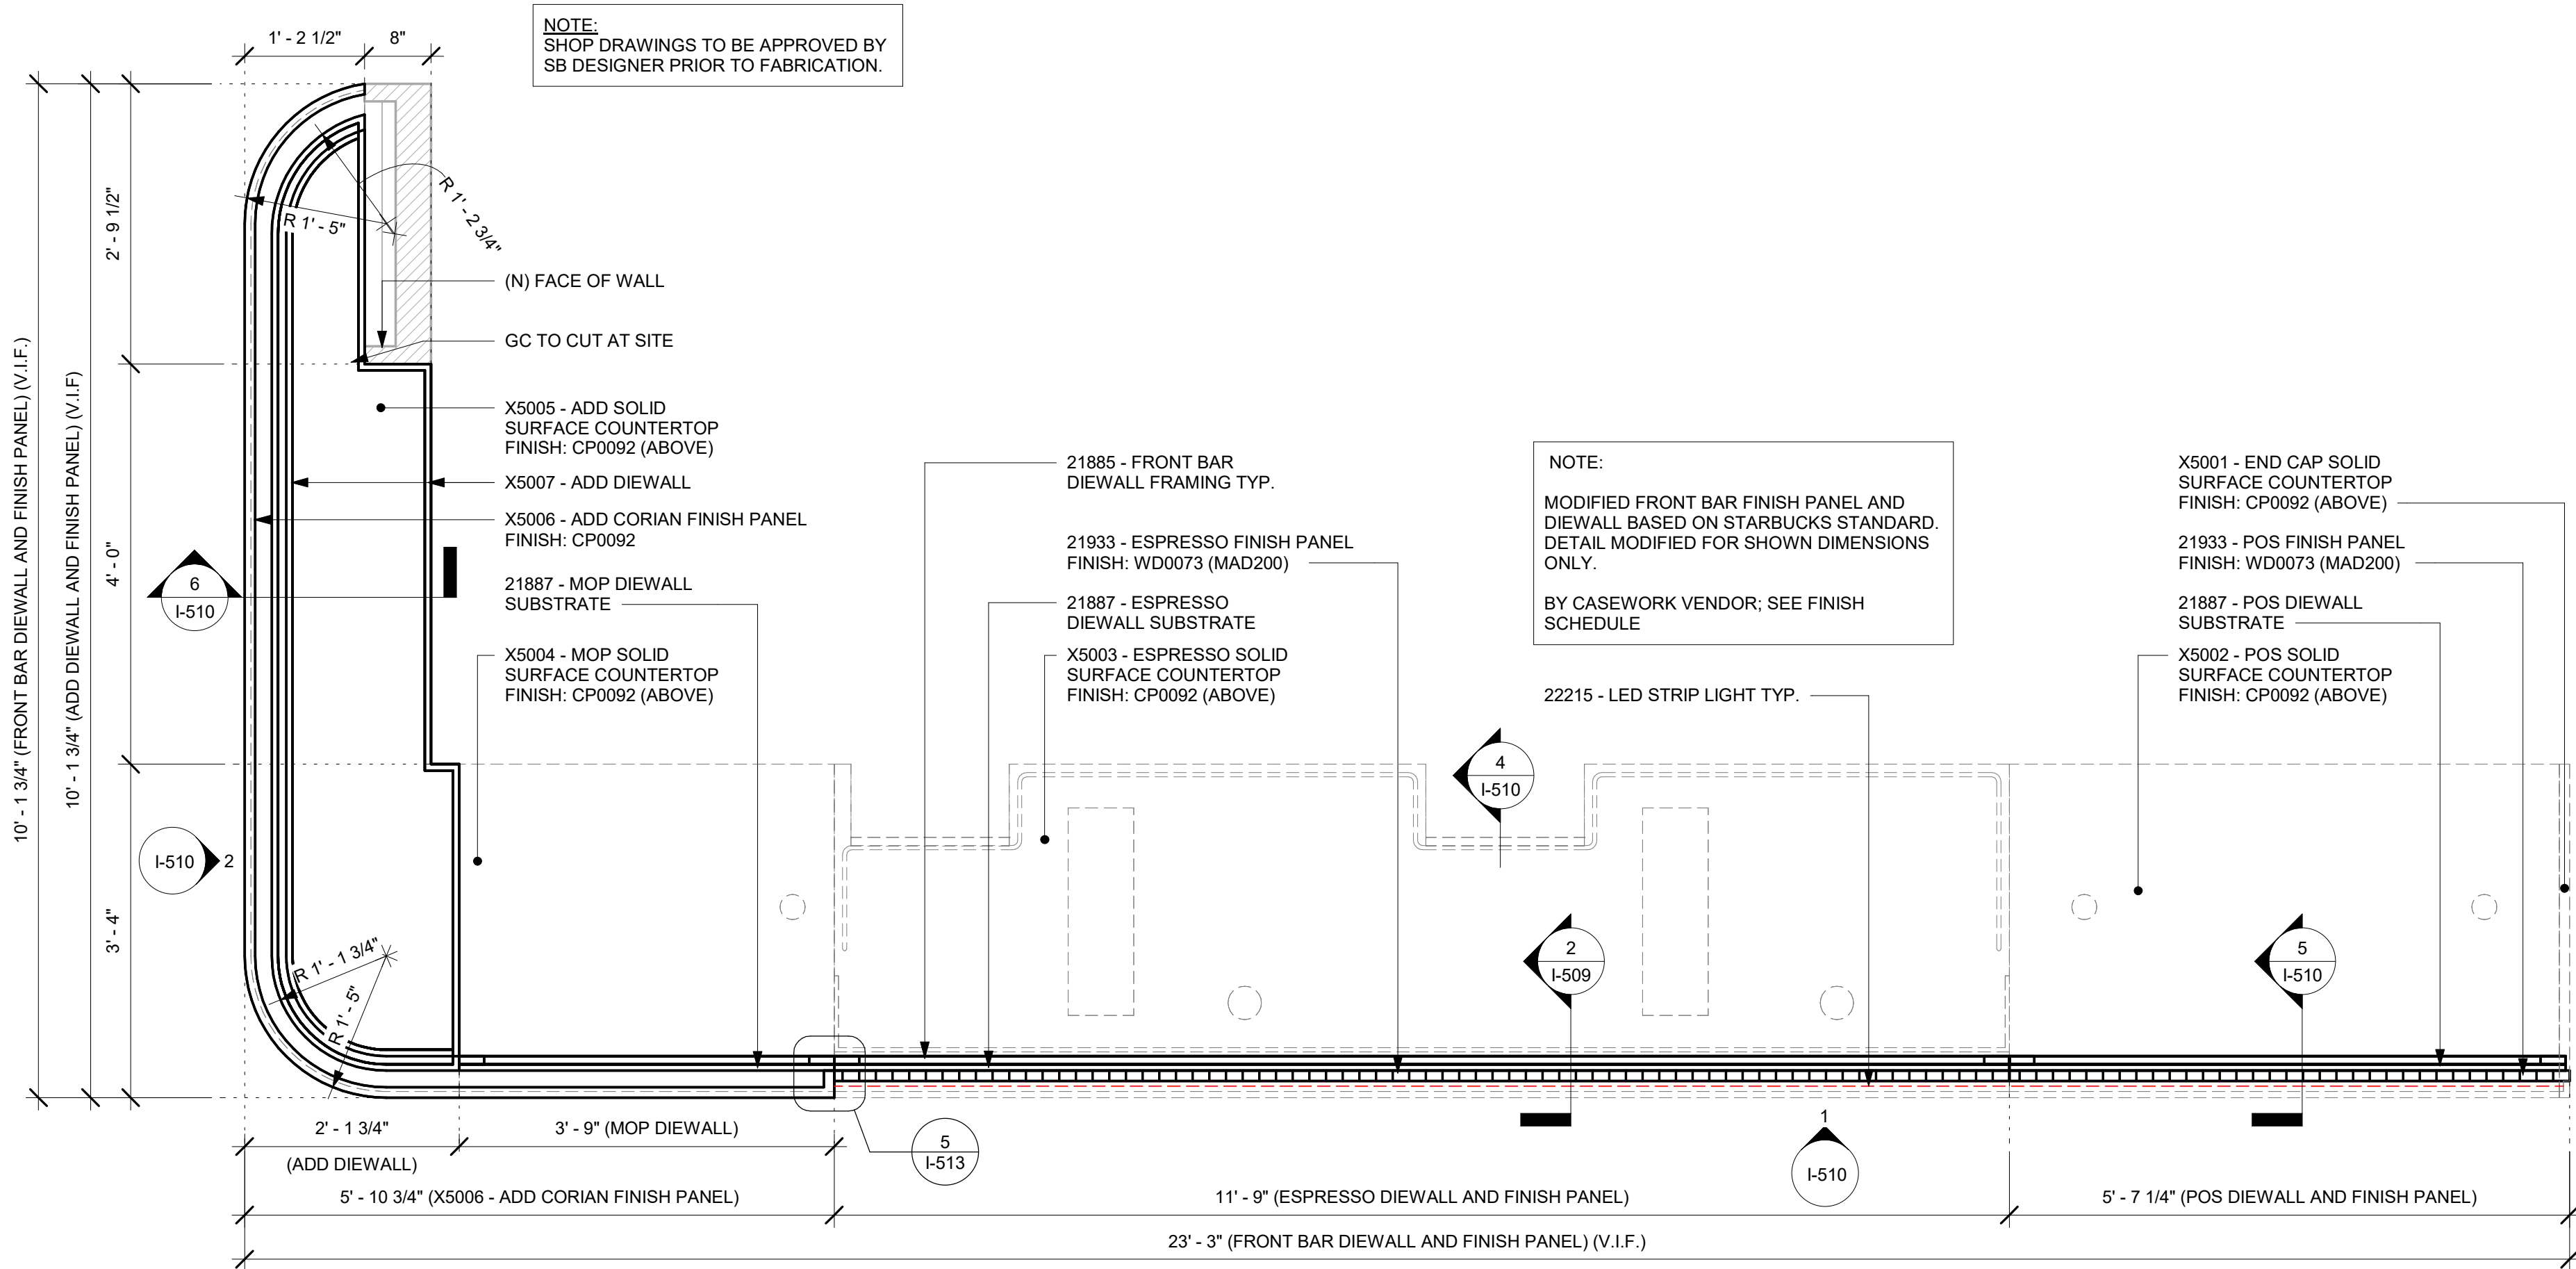 NOTE:
SHOP DRAWINGS TO BE APPROVED BY
SB DESIGNER PRIOR TO FABRICATION.
1' - 2 1/2"
8"
10' - 1 3/4" (FRONT BAR DIEWALL AND FINISH PANEL) (V.I.F.)
10' - 1 3/4" (ADD DIEWALL AND FINISH PANEL) (V.I.F)
2' - 9 1/2"
4' - 0"
3' - 4"
R 1' - 5"
R 1' - 2 3/4"
(N) FACE OF WALL
GC TO CUT AT SITE
X5005 - ADD SOLID
SURFACE COUNTERTOP
FINISH: CP0092 (ABOVE)
X5007 - ADD DIEWALL
X5006 - ADD CORIAN FINISH PANEL
FINISH: CP0092
21887 - MOP DIEWALL
SUBSTRATE
X5004 - MOP SOLID
SURFACE COUNTERTOP
FINISH: CP0092 (ABOVE)
6
I-510
I-510
2
R 1' - 1 3/4"
R 1' - 5"
21885 - FRONT BAR
DIEWALL FRAMING TYP.
21933 - ESPRESSO FINISH PANEL
FINISH: WD0073 (MAD200)
21887 - ESPRESSO
DIEWALL SUBSTRATE
X5003 - ESPRESSO SOLID
SURFACE COUNTERTOP
FINISH: CP0092 (ABOVE)
NOTE:
MODIFIED FRONT BAR FINISH PANEL AND
DIEWALL BASED ON STARBUCKS STANDARD.
DETAIL MODIFIED FOR SHOWN DIMENSIONS
ONLY.
BY CASEWORK VENDOR; SEE FINISH
SCHEDULE
22215 - LED STRIP LIGHT TYP.
X5001 - END CAP SOLID
SURFACE COUNTERTOP
FINISH: CP0092 (ABOVE)
21933 - POS FINISH PANEL
FINISH: WD0073 (MAD200)
21887 - POS DIEWALL
SUBSTRATE
X5002 - POS SOLID
SURFACE COUNTERTOP
FINISH: CP0092 (ABOVE)
4
I-510
2
I-509
5
I-510
1
I-510
5
I-513
2' - 1 3/4"
(ADD DIEWALL)
3' - 9" (MOP DIEWALL)
5' - 10 3/4" (X5006 - ADD CORIAN FINISH PANEL)
11' - 9" (ESPRESSO DIEWALL AND FINISH PANEL)
5' - 7 1/4" (POS DIEWALL AND FINISH PANEL)
23' - 3" (FRONT BAR DIEWALL AND FINISH PANEL) (V.I.F.)